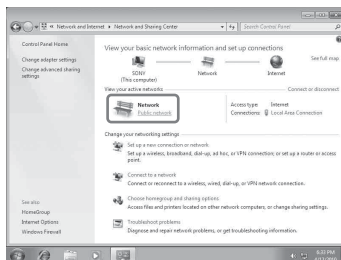 « Network and Internet ▸ Network and Sharing Center
Search Control Panel
Control Panel Home
Change adapter settings
Change advanced sharing
settings
View your basic network information and set up connections
See full map
SONY
(This computer)
Network
Internet
View your active networks
Connect or disconnect
Network
Public network
Access type: Internet
Connections: Local Area Connection
Change your networking settings
Set up a new connection or network
Set up a wireless, broadband, dial-up, ad hoc, or VPN connection; or set up a router or access
point.
Connect to a network
Connect or reconnect to a wireless, wired, dial-up, or VPN network connection.
Choose homegroup and sharing options
Access files and printers located on other network computers, or change sharing settings.
Troubleshoot problems
Diagnose and repair network problems, or get troubleshooting information.
See also
HomeGroup
Internet Options
Windows Firewall